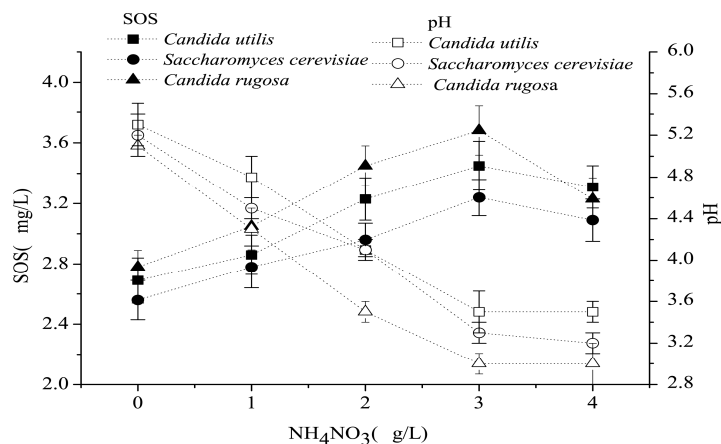 SOS
pH
Candida utilis
Candida utilis
Saccharomyces cerevisiae
Saccharomyces cerevisiae
Candida rugosa
Candida rugosa
4.0
3.6
3.2
2.8
2.4
2.0
SOS( mg/L)
6.0
5.6
5.2
4.8
4.4
4.0
3.6
3.2
2.8
pH
0 1 2 3 4
NH4NO3( g/L)